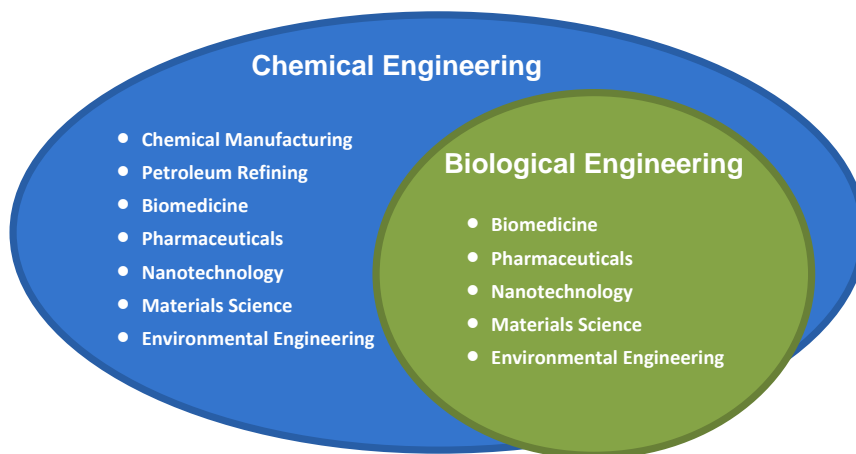 Chemical Engineering
• Chemical Manufacturing
• Petroleum Refining
• Biomedicine
• Pharmaceuticals
• Nanotechnology
• Materials Science
• Environmental Engineering
Biological Engineering
• Biomedicine
• Pharmaceuticals
• Nanotechnology
• Materials Science
• Environmental Engineering